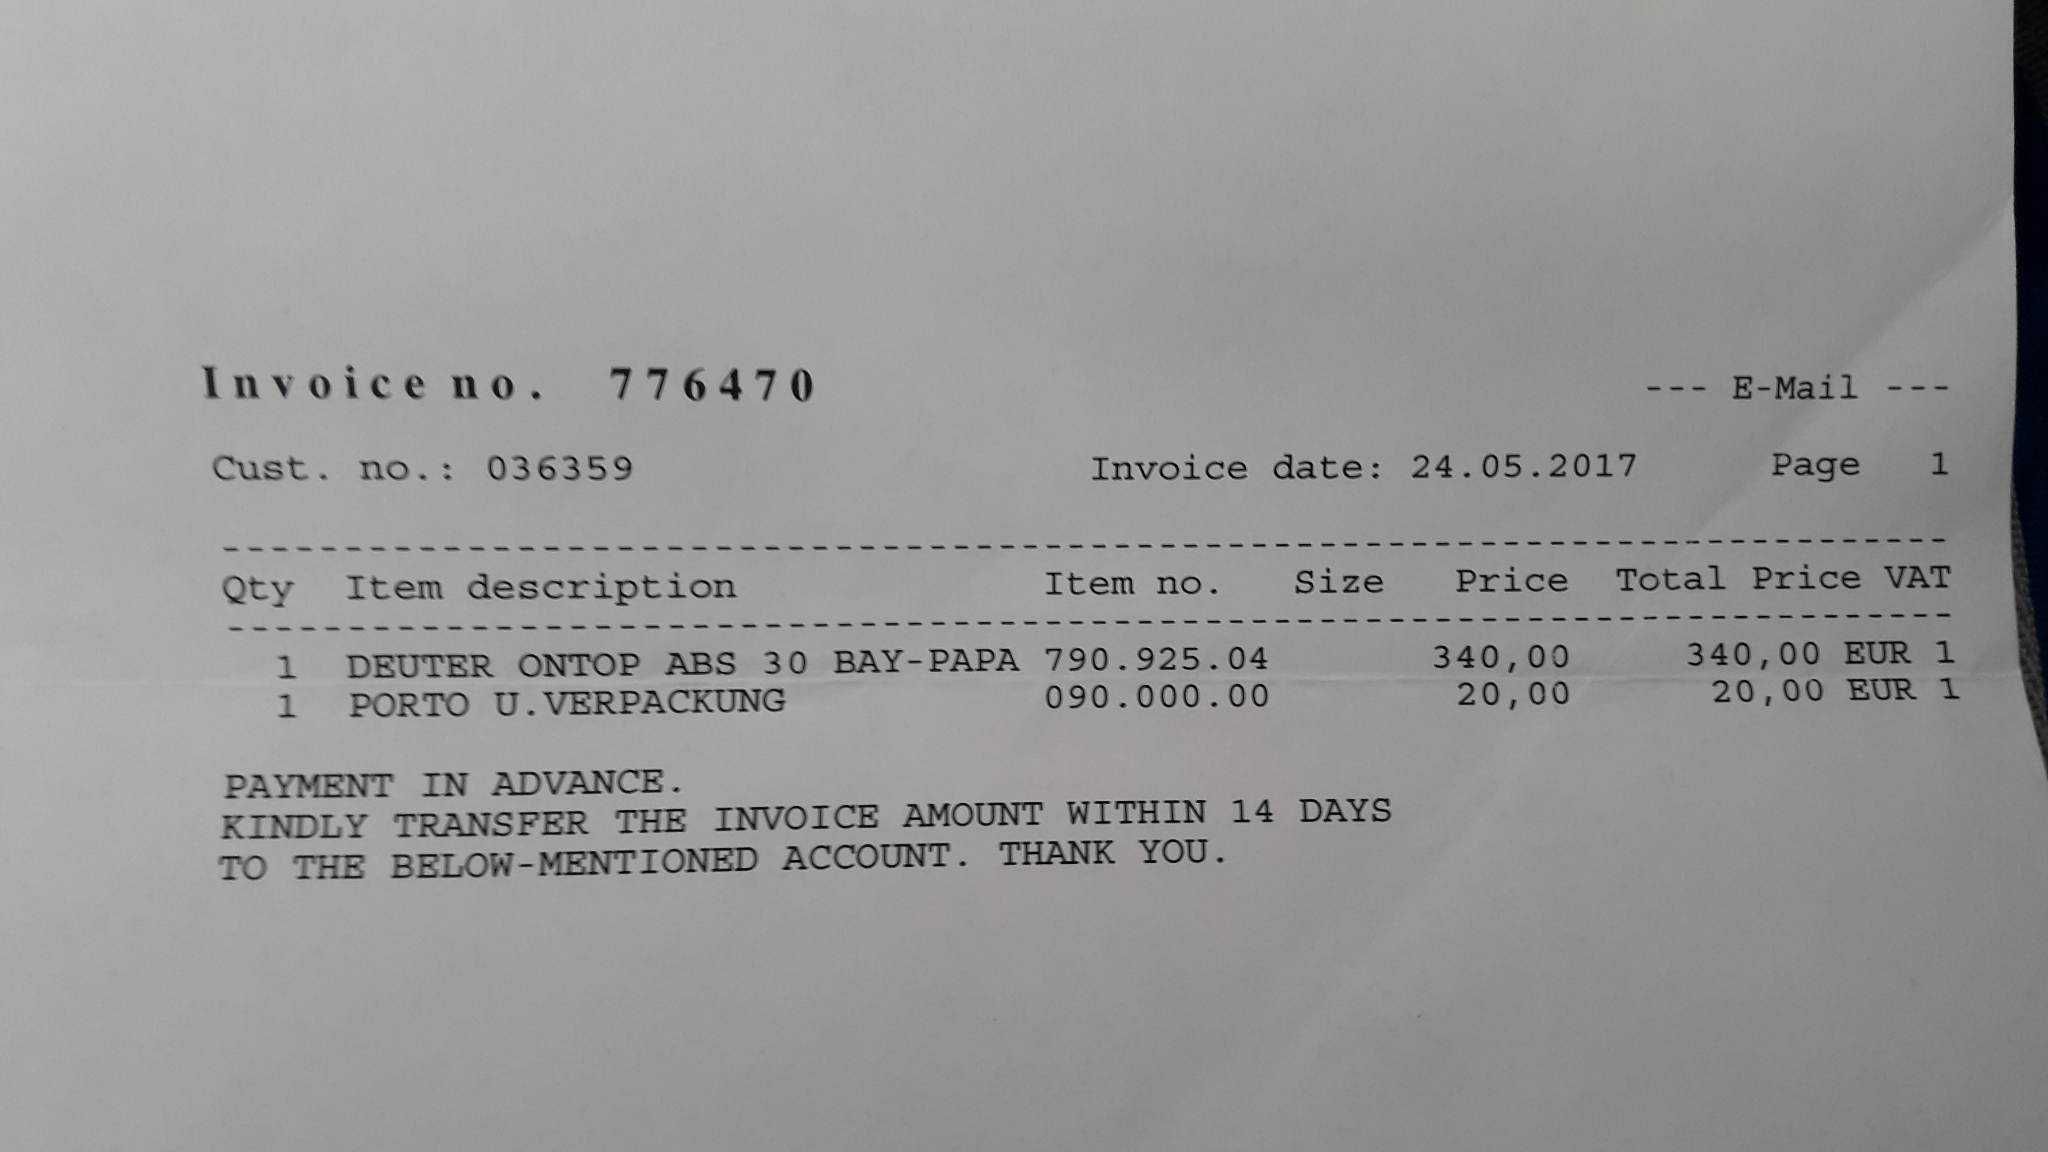 Invoice no. 776470 --- E-Mail ---
Cust. no.: 036359 Invoice date: 24.05.2017 Page 1
Qty Item description Item no. Size Price Total Price VAT
1 DEUTER ONTOP ABS 30 BAY-PAPA 790.925.04 340,00 340,00 EUR 1
1 PORTO U.VERPACKUNG 090.000.00 20,00 20,00 EUR 1
PAYMENT IN ADVANCE.
KINDLY TRANSFER THE INVOICE AMOUNT WITHIN 14 DAYS
TO THE BELOW-MENTIONED ACCOUNT. THANK YOU.